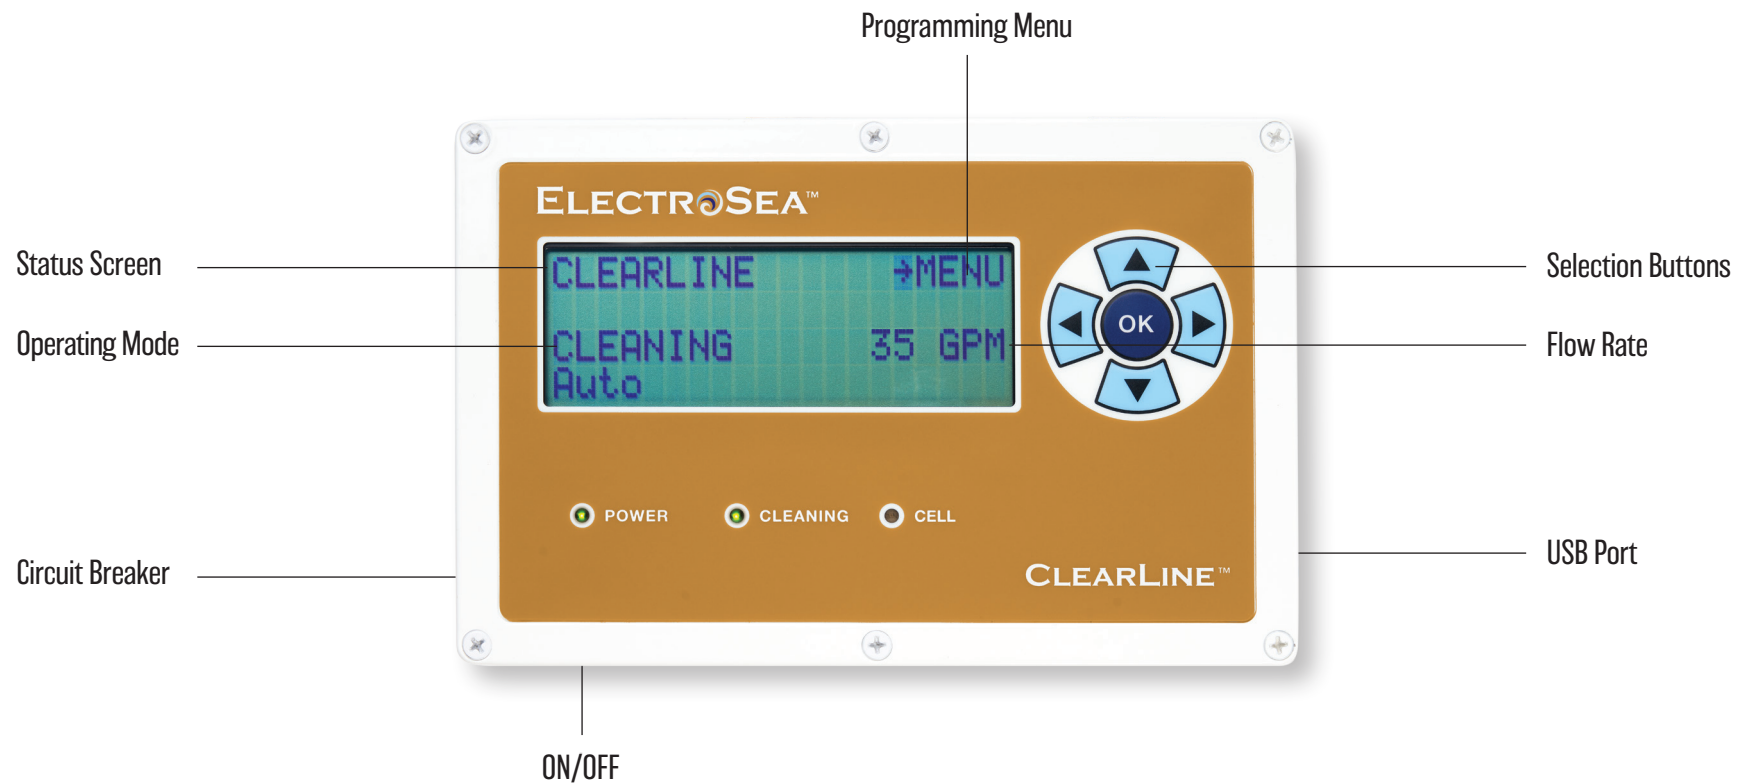 Programming Menu
ELECTROSEA™
Status Screen
CLEARLINE →MENU
Selection Buttons
Operating Mode
CLEANING 35 GPM
OK
Flow Rate
Auto
POWER CLEANING CELL
Circuit Breaker
CLEARLINE™
USB Port
ON/OFF